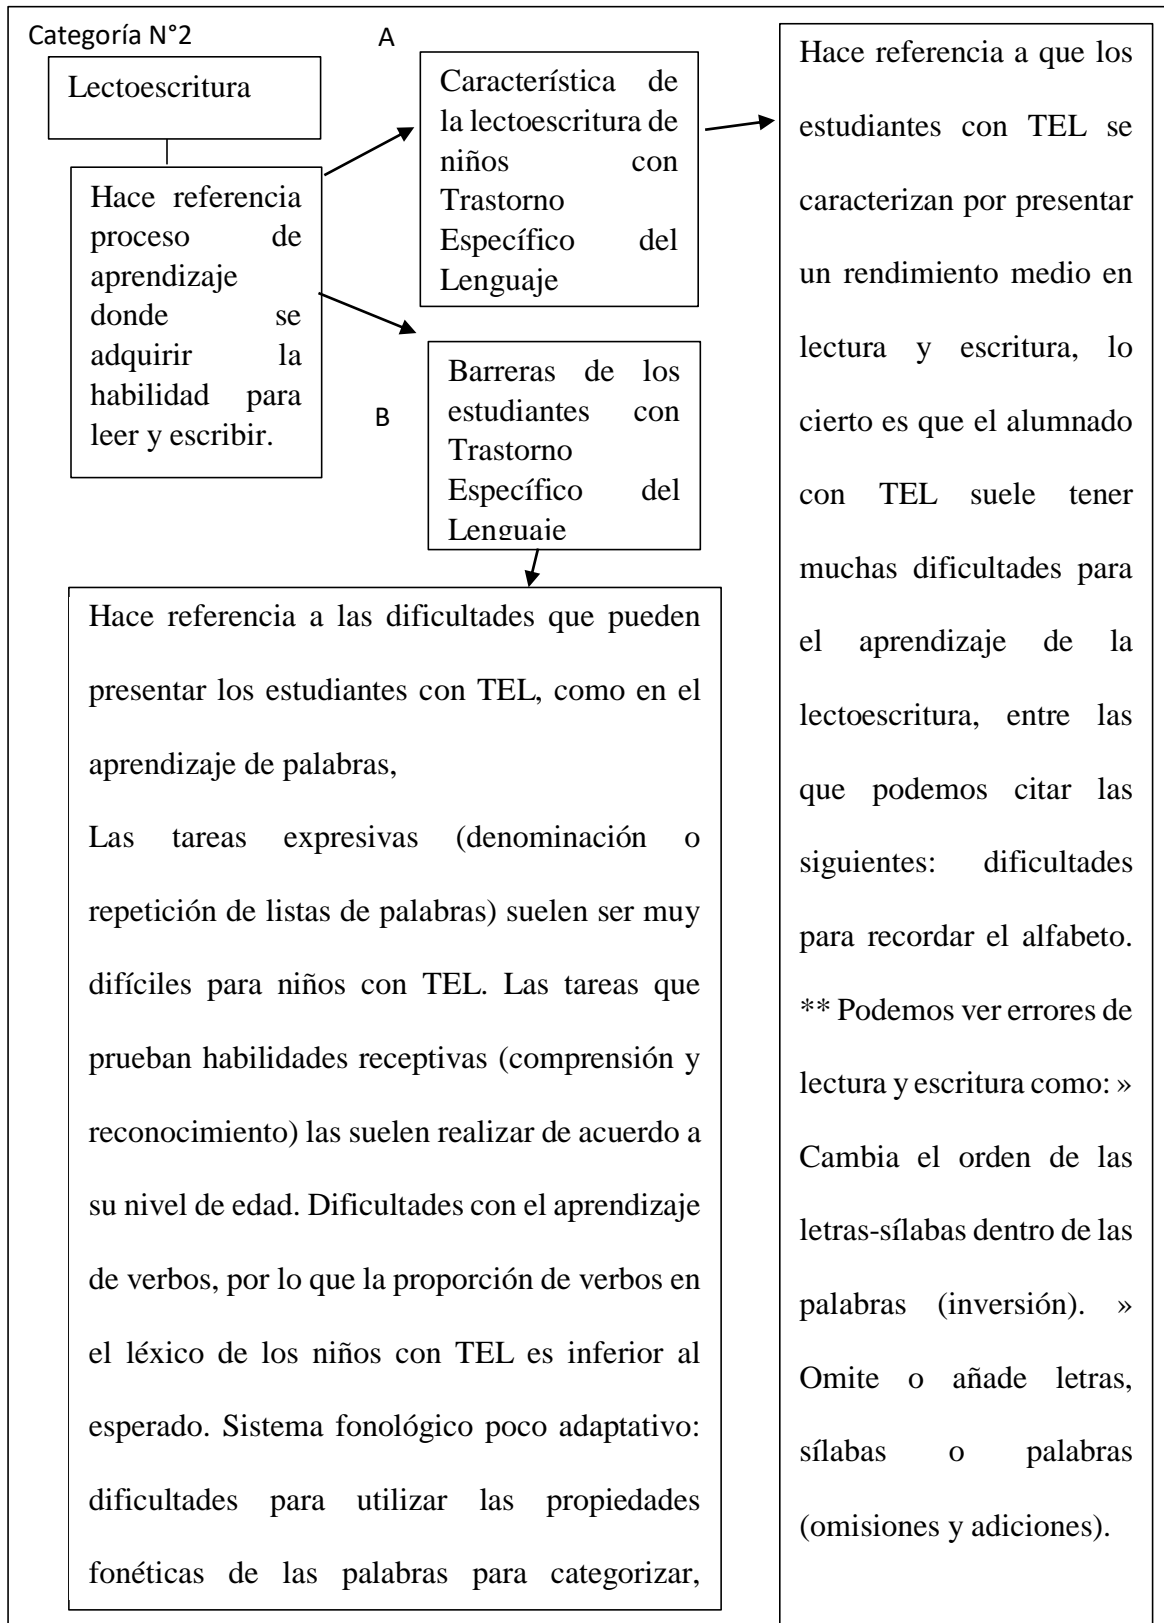 Categoría N°2
Lectoescritura
Hace referencia
proceso de
aprendizaje
donde se
adquirir la
habilidad para
leer y escribir.
A
Característica de
la lectoescritura de
niños con
Trastorno
Específico del
Lenguaje
B
Barreras de los
estudiantes con
Trastorno
Específico del
Lenguaje
Hace referencia a que los
estudiantes con TEL se
caracterizan por presentar
un rendimiento medio en
lectura y escritura, lo
cierto es que el alumnado
con TEL suele tener
muchas dificultades para
el aprendizaje de la
lectoescritura, entre las
que podemos citar las
siguientes: dificultades
para recordar el alfabeto.
** Podemos ver errores de
lectura y escritura como: »
Cambia el orden de las
letras-sílabas dentro de las
palabras (inversión). »
Omite o añade letras,
sílabas o palabras
(omisiones y adiciones).
Hace referencia a las dificultades que pueden
presentar los estudiantes con TEL, como en el
aprendizaje de palabras,
Las tareas expresivas (denominación o
repetición de listas de palabras) suelen ser muy
difíciles para niños con TEL. Las tareas que
prueban habilidades receptivas (comprensión y
reconocimiento) las suelen realizar de acuerdo a
su nivel de edad. Dificultades con el aprendizaje
de verbos, por lo que la proporción de verbos en
el léxico de los niños con TEL es inferior al
esperado. Sistema fonológico poco adaptativo:
dificultades para utilizar las propiedades
fonéticas de las palabras para categorizar,